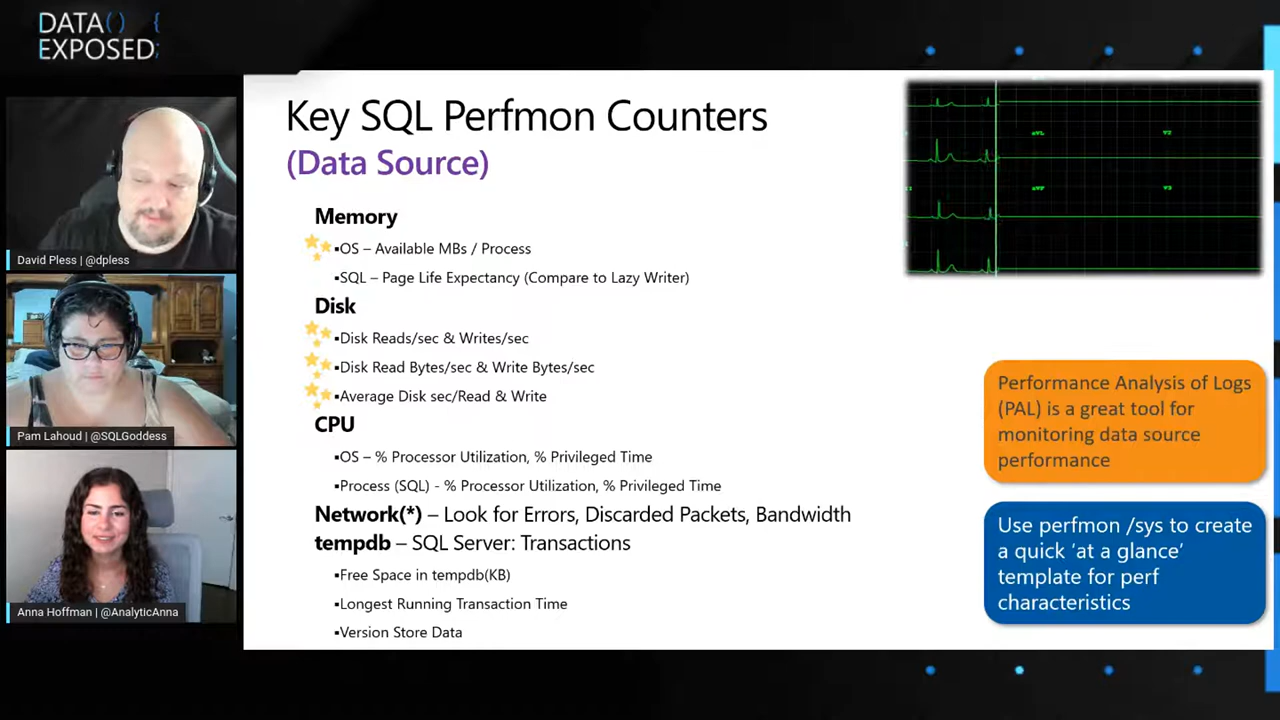 DATA() {
EXPOSED;
David Pless | @dpless
Pam Lahoud | @SQLGoddess
Anna Hoffman | @AnalyticAnna
Key SQL Perfmon Counters
(Data Source)
Memory
▪OS – Available MBs / Process
▪SQL – Page Life Expectancy (Compare to Lazy Writer)
Disk
▪Disk Reads/sec & Writes/sec
▪Disk Read Bytes/sec & Write Bytes/sec
▪Average Disk sec/Read & Write
CPU
▪OS – % Processor Utilization, % Privileged Time
▪Process (SQL) - % Processor Utilization, % Privileged Time
Network(*) – Look for Errors, Discarded Packets, Bandwidth
tempdb – SQL Server: Transactions
▪Free Space in tempdb(KB)
▪Longest Running Transaction Time
▪Version Store Data
aVL
V2
aVF
V3
Performance Analysis of Logs
(PAL) is a great tool for
monitoring data source
performance
Use perfmon /sys to create
a quick ‘at a glance’
template for perf
characteristics